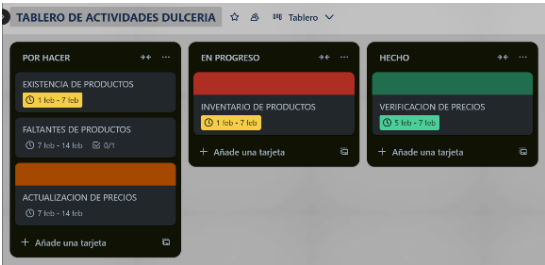 TABLERO DE ACTIVIDADES DULCERIA
Tablero
POR HACER
EXISTENCIA DE PRODUCTOS
1 feb - 7 feb
FALTANTES DE PRODUCTOS
7 feb - 14 feb 0/1
ACTUALIZACION DE PRECIOS
7 feb - 14 feb
+ Añade una tarjeta
EN PROGRESO
INVENTARIO DE PRODUCTOS
1 feb - 7 feb
+ Añade una tarjeta
HECHO
VERIFICACION DE PRECIOS
5 feb - 7 feb
+ Añade una tarjeta